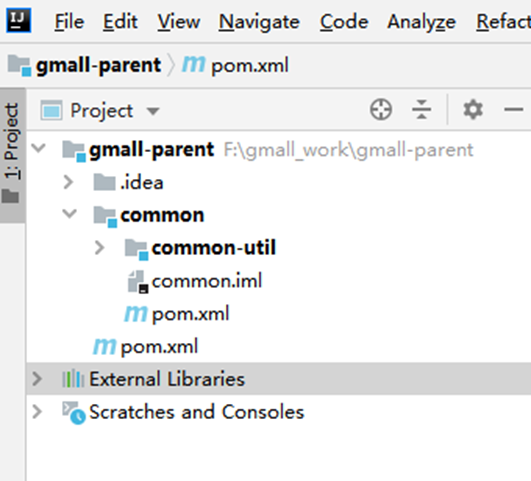 IJ File Edit View Navigate Code Analyze Refact
gmall-parent m pom.xml
1: Project
Project
gmall-parent F:\gmall_work\gmall-parent
.idea
common
common-util
common.iml
m pom.xml
m pom.xml
External Libraries
Scratches and Consoles